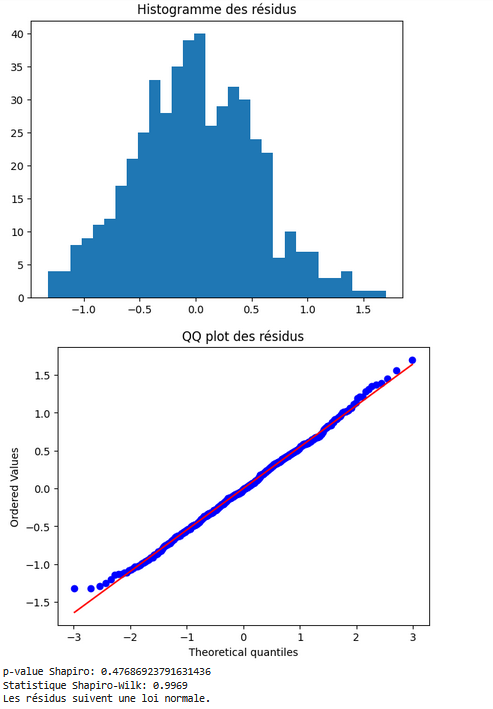 Histogramme des résidus
40
35
30
25
20
15
10
5
0
−1.0 −0.5 0.0 0.5 1.0 1.5
QQ plot des résidus
1.5
1.0
0.5
0.0
−0.5
−1.0
−1.5
Ordered Values
−3 −2 −1 0 1 2 3
Theoretical quantiles
p-value Shapiro: 0.47686923791631436
Statistique Shapiro-Wilk: 0.9969
Les résidus suivent une loi normale.